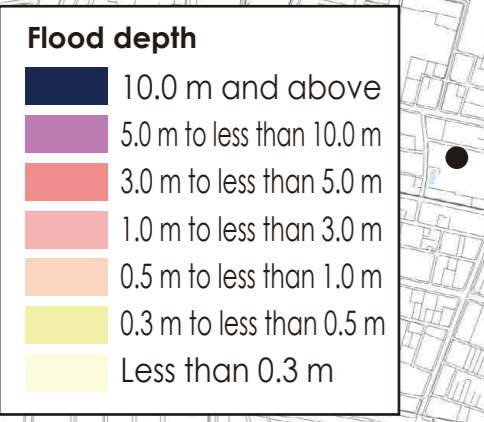 Flood depth
10.0 m and above
5.0 m to less than 10.0 m
3.0 m to less than 5.0 m
1.0 m to less than 3.0 m
0.5 m to less than 1.0 m
0.3 m to less than 0.5 m
Less than 0.3 m